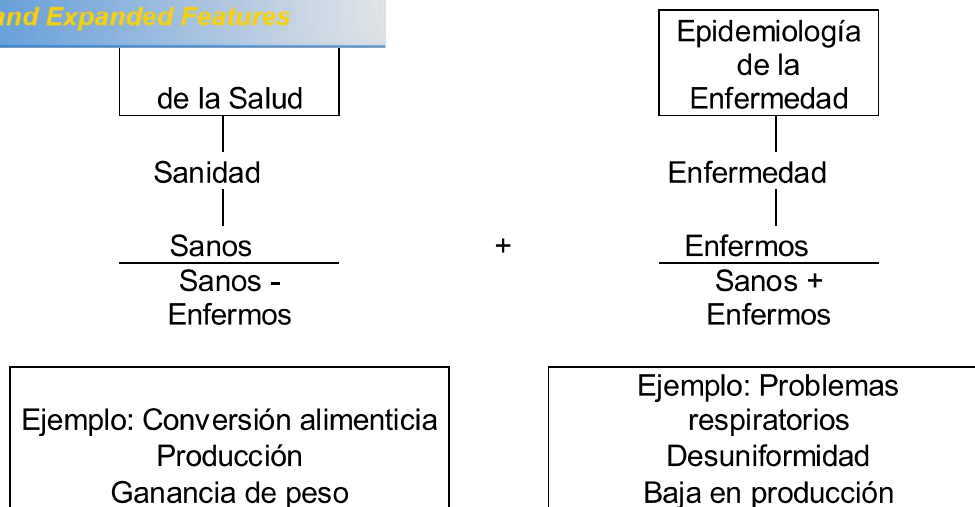 and Expanded Features
de la Salud
Sanidad
Sanos
Sanos -
Enfermos
+
Epidemiología
de la
Enfermedad
Enfermedad
Enfermos
Sanos +
Enfermos
Ejemplo: Conversión alimenticia
Producción
Ganancia de peso
Ejemplo: Problemas
respiratorios
Desuniformidad
Baja en producción